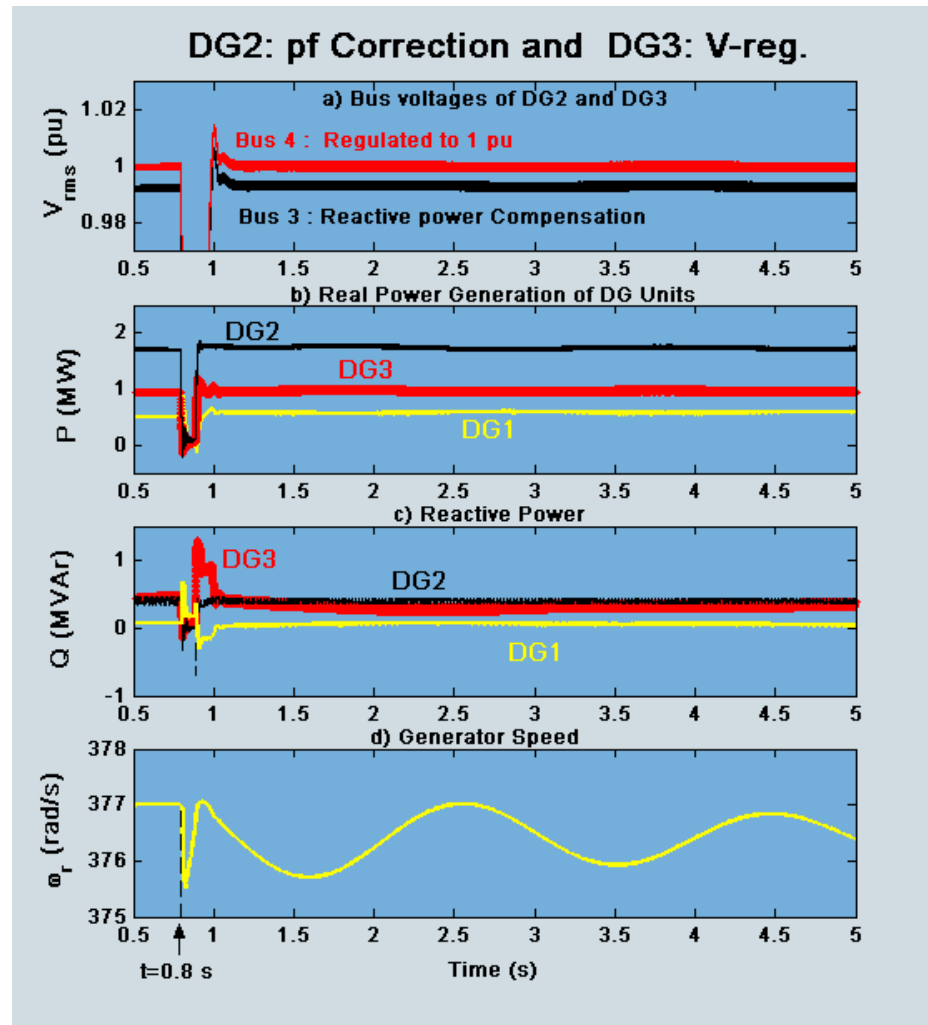 DG2: pf Correction and DG3: V-reg.
a) Bus voltages of DG2 and DG3
V_rms (pu)
1.02
1
0.98
Bus 4 : Regulated to 1 pu
Bus 3 : Reactive power Compensation
0.5 1 1.5 2 2.5 3 3.5 4 4.5 5
b) Real Power Generation of DG Units
P (MW)
2
1
0
DG2
DG3
DG1
0.5 1 1.5 2 2.5 3 3.5 4 4.5 5
c) Reactive Power
Q (MVAr)
1
0
-1
DG3
DG2
DG1
0.5 1 1.5 2 2.5 3 3.5 4 4.5 5
d) Generator Speed
ω_r (rad/s)
378
377
376
375
0.5 1 1.5 2 2.5 3 3.5 4 4.5 5
t=0.8 s
Time (s)